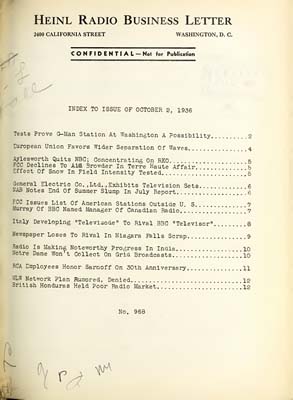 HEINL RADIO BUSINESS LETTER
2400 CALIFORNIA STREET WASHINGTON, D. C.
CONFIDENTIAL—Not for Publication
INDEX TO ISSUE OF OCTOBER 2, 1936
Tests Prove G-Man Station At Washington A Possibility..........2
European Union Favors Wider Separation Of Waves................4
Aylesworth Quits NBC; Concentrating On RKO.....................5
FCC Declines To Aid Browder In Terre Haute Affair..............5
Effect Of Snow In Field Intensity Tested.......................5
General Electric Co.,Ltd.,Exhibits Television Sets.............6
NAB Notes End Of Summer Slump In July Report...................6
FCC Issues List Of American Stations Outside U. S..............7
Murray Of BBC Named Manager Of Canadian Radio..................7
Italy Developing "Televisode" To Rival BBC "Televisor".........8
Newspaper Loses To Rival In Niagara Falls Scrap................9
Radio Is Making Noteworthy Progress In India..................10
Notre Dame Won't Collect On Grid Broadcasts...................10
RCA Employees Honor Sarnoff On 30th Anniversary...............11
WLW Network Plan Rumored, Denied..............................12
British Honduras Held Poor Radio Market.......................12
No. 968